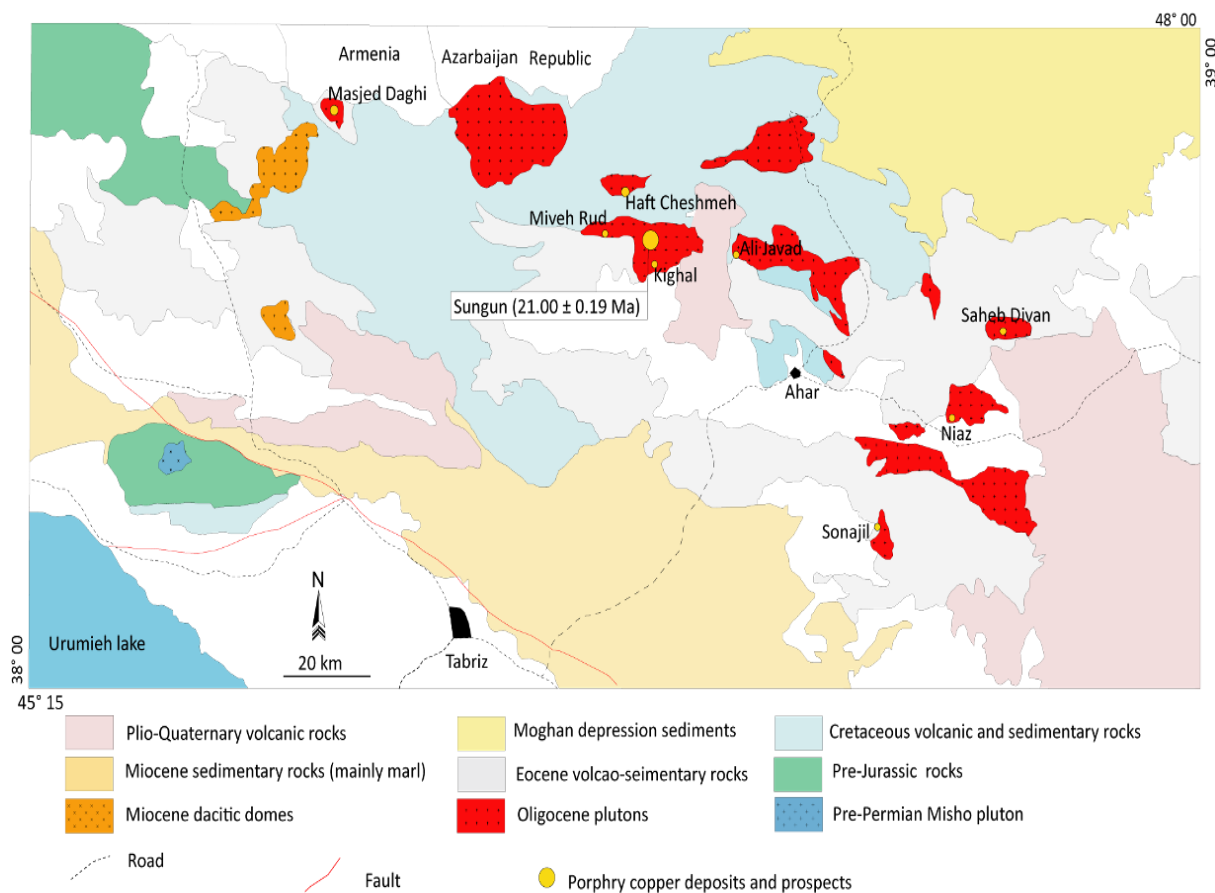 48° 00
39° 00
Armenia
Azarbaijan Republic
Masjed Daghi
Haft Cheshmeh
Miveh Rud
Ali Javad
Kighal
Sungun (21.00 ± 0.19 Ma)
Saheb Divan
Ahar
Niaz
Sonajil
N
20 km
Tabriz
Urumieh lake
38° 00
45° 15
Plio-Quaternary volcanic rocks
Moghan depression sediments
Cretaceous volcanic and sedimentary rocks
Miocene sedimentary rocks (mainly marl)
Eocene volcao-seimentary rocks
Pre-Jurassic rocks
Miocene dacitic domes
Oligocene plutons
Pre-Permian Misho pluton
Road
Fault
Porphry copper deposits and prospects